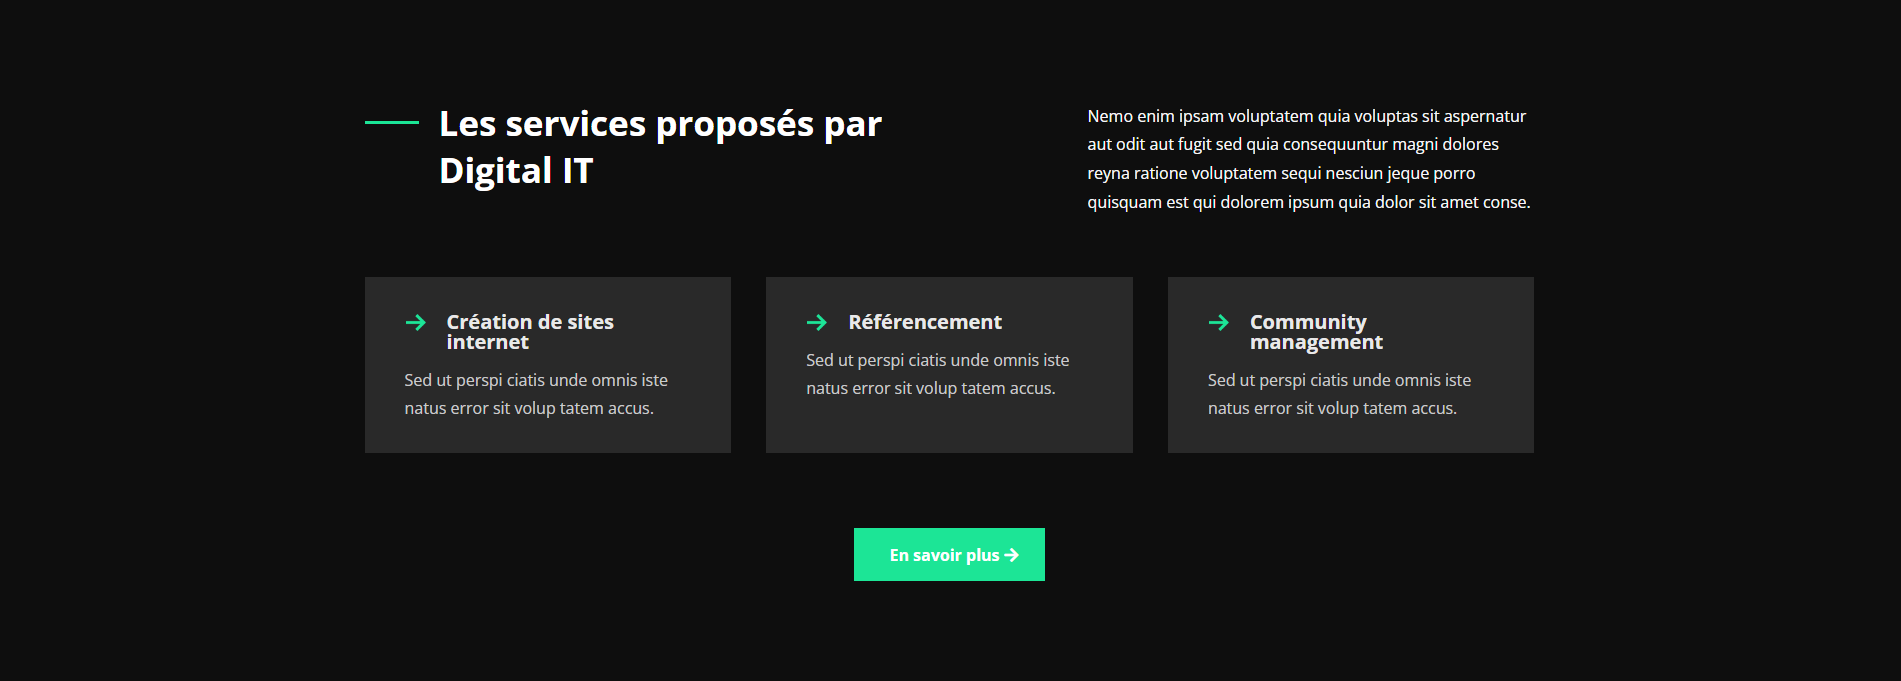 Les services proposés par
Digital IT
Nemo enim ipsam voluptatem quia voluptas sit aspernatur
aut odit aut fugit sed quia consequuntur magni dolores
reyna ratione voluptatem sequi nesciun jeque porro
quisquam est qui dolorem ipsum quia dolor sit amet conse.
Création de sites
internet
Sed ut perspi ciatis unde omnis iste
natus error sit volup tatem accus.
Référencement
Sed ut perspi ciatis unde omnis iste
natus error sit volup tatem accus.
Community
management
Sed ut perspi ciatis unde omnis iste
natus error sit volup tatem accus.
En savoir plus